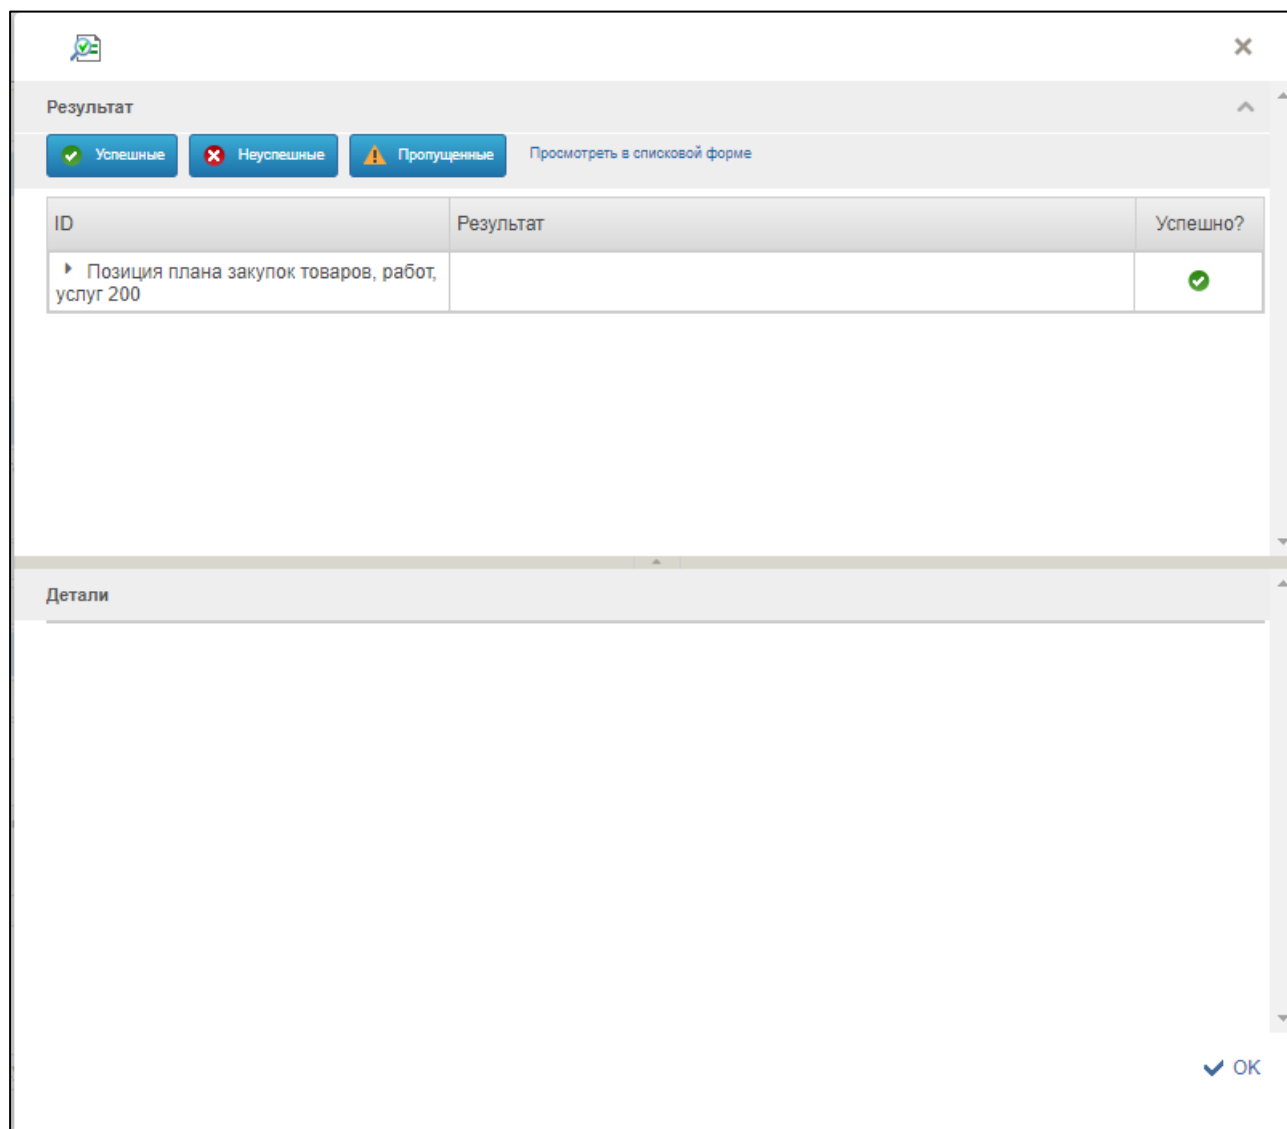 Результат
Успешные Неуспешные Пропущенные Просмотреть в списковой форме
ID Результат Успешно?
Позиция плана закупок товаров, работ,
услуг 200
Детали
OK